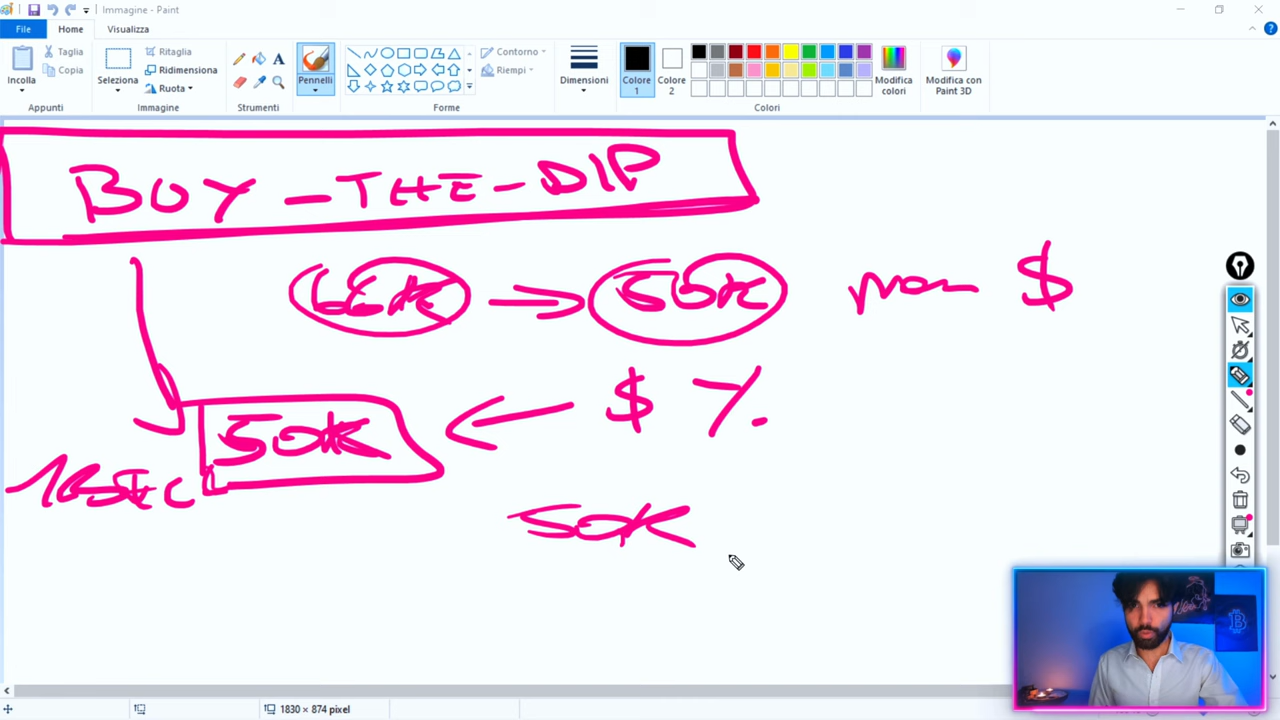 Immagine - Paint
File Home Visualizza
Incolla
Taglia
Copia
Appunti
Seleziona
Ritaglia
Ridimensiona
Ruota
Immagine
Strumenti
Pennelli
Contorno
Riempi
Forme
Dimensioni
Colore 1
Colore 2
Modifica colori
Colori
Modifica con Paint 3D
BUY-THE-DIP
50K $
50K $ %
50K
1830 × 874 pixel